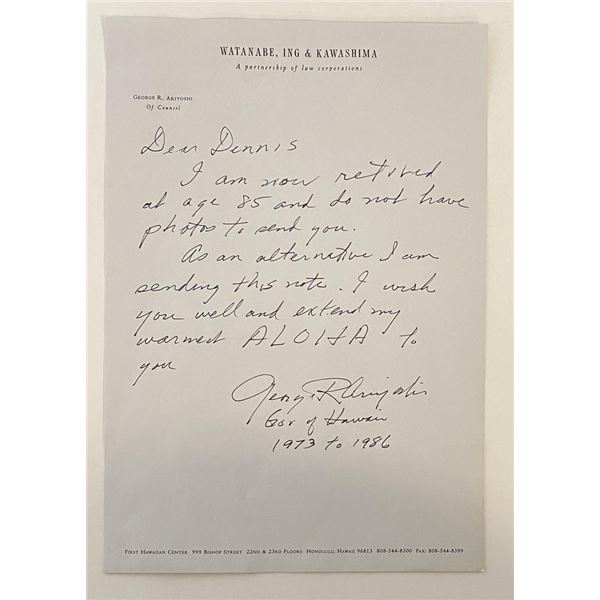 WATANABE, ING & KAWASHIMA
A partnership of law corporations
GEORGE R. ARIYOSHI
Of Counsel
Dear Dennis
I am now retired
at age 85 and do not have
photos to send you.
As an alternative I am
sending this note. I wish
you well and extend my
warmest ALOHA to
you
George R Ariyoshi
Gov of Hawaii
1973 to 1986
FIRST HAWAIIAN CENTER 999 BISHOP STREET 22ND & 23RD FLOORS HONOLULU, HAWAII 96813 808-544-8300 FAX: 808-544-8399